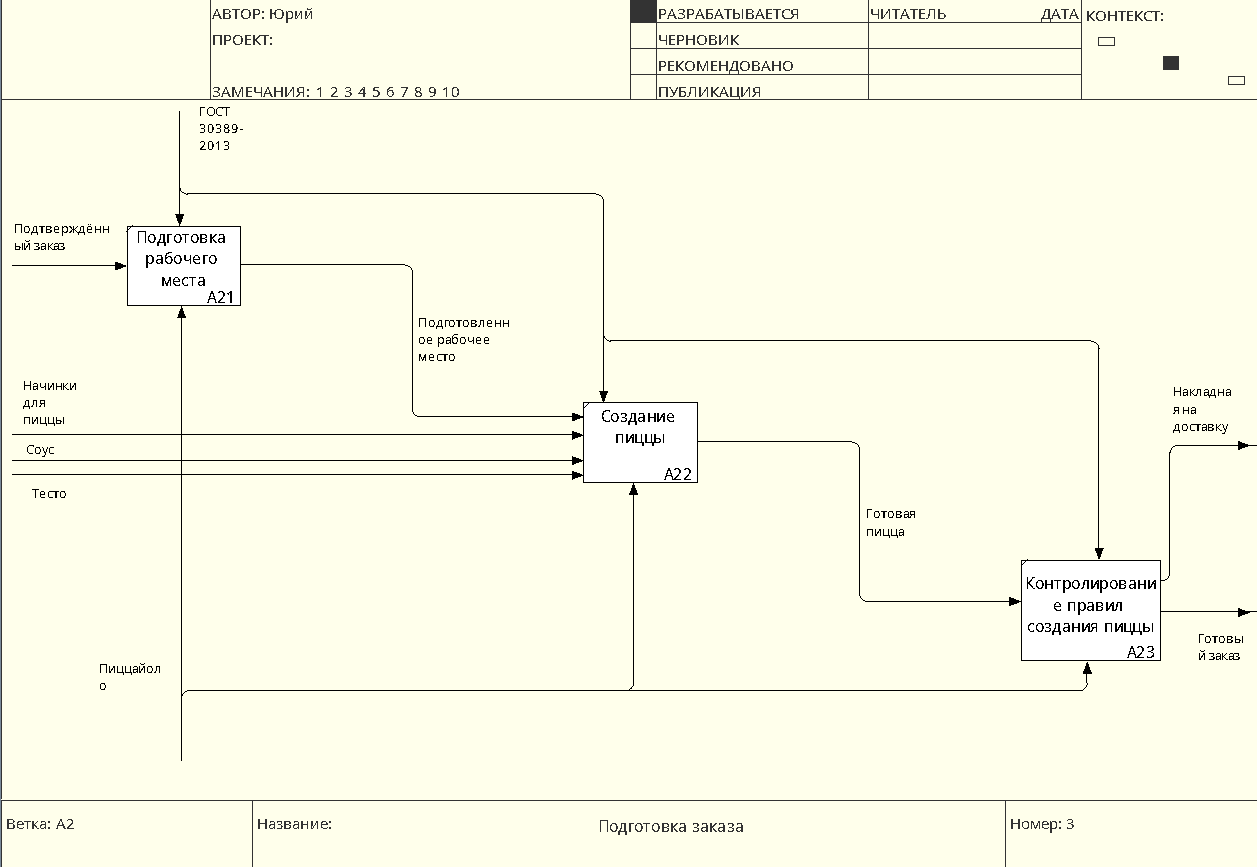 АВТОР: Юрий
РАЗРАБАТЫВАЕТСЯ
ЧИТАТЕЛЬ
ДАТА
КОНТЕКСТ:
ПРОЕКТ:
ЧЕРНОВИК
РЕКОМЕНДОВАНО
ЗАМЕЧАНИЯ: 1 2 3 4 5 6 7 8 9 10
ПУБЛИКАЦИЯ
ГОСТ
30389-
2013
Подтверждённ
ый заказ
Подготовка
рабочего
места
A21
Подготовленн
ое рабочее
место
Начинки
для
пиццы
Соус
Тесто
Создание
пиццы
A22
Накладна
я на
доставку
Готовая
пицца
Контролировани
е правил
создания пиццы
A23
Готовы
й заказ
Пиццайол
о
Ветка: A2
Название:
Подготовка заказа
Номер: 3